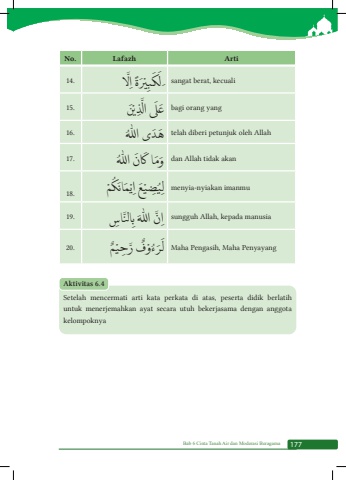 No. Lafazh Arti
14. لَكَبِيْرَةً اِلَّا sangat berat, kecuali
15. عَلَى الَّذِيْنَ bagi orang yang
16. هَدَى اللّٰهُ telah diberi petunjuk oleh Allah
17. وَمَا كَانَ اللّٰهُ dan Allah tidak akan
18. لِيُضِيْعَ اِيْمَانَكُمْ menyia-nyiakan imanmu
19. اِنَّ اللّٰهَ بِالنَّاسِ sungguh Allah, kepada manusia
20. لَرَءُوْفٌ رَّحِيْمٌ Maha Pengasih, Maha Penyayang
Aktivitas 6.4
Setelah mencermati arti kata perkata di atas, peserta didik berlatih
untuk menerjemahkan ayat secara utuh bekerjasama dengan anggota
kelompoknya
Bab 6 Cinta Tanah Air dan Moderasi Beragama 177